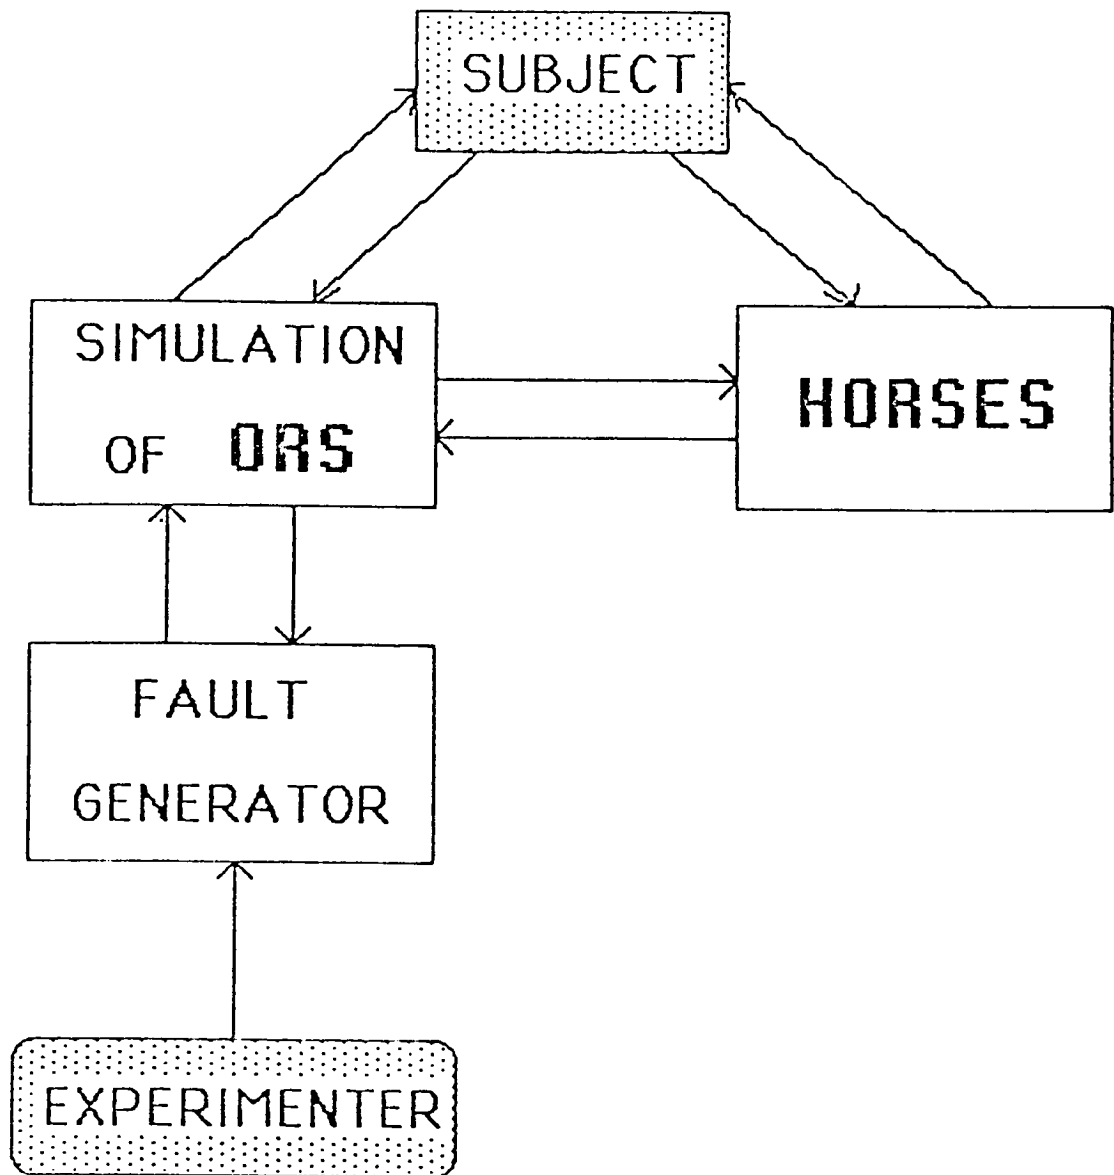 SUBJECT
SIMULATION
OF ORS
HORSES
FAULT
GENERATOR
EXPERIMENTER